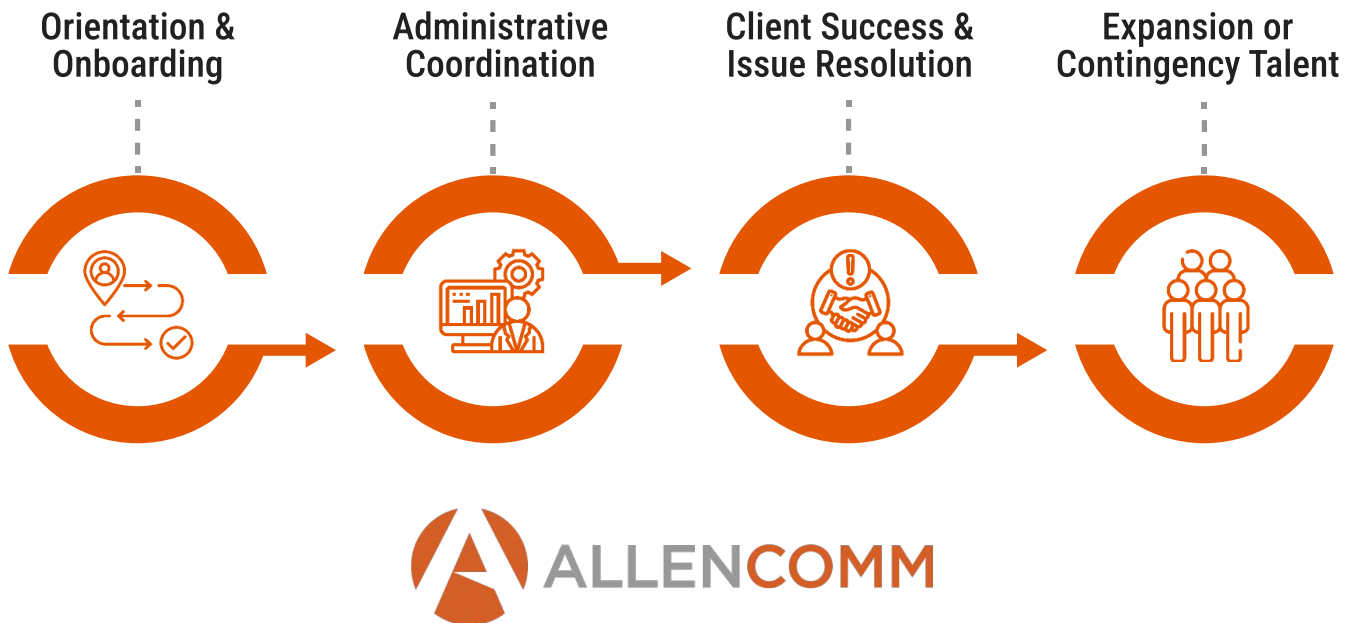 Orientation &
Onboarding
Administrative
Coordination
Client Success &
Issue Resolution
Expansion or
Contingency Talent
ALLENCOMM